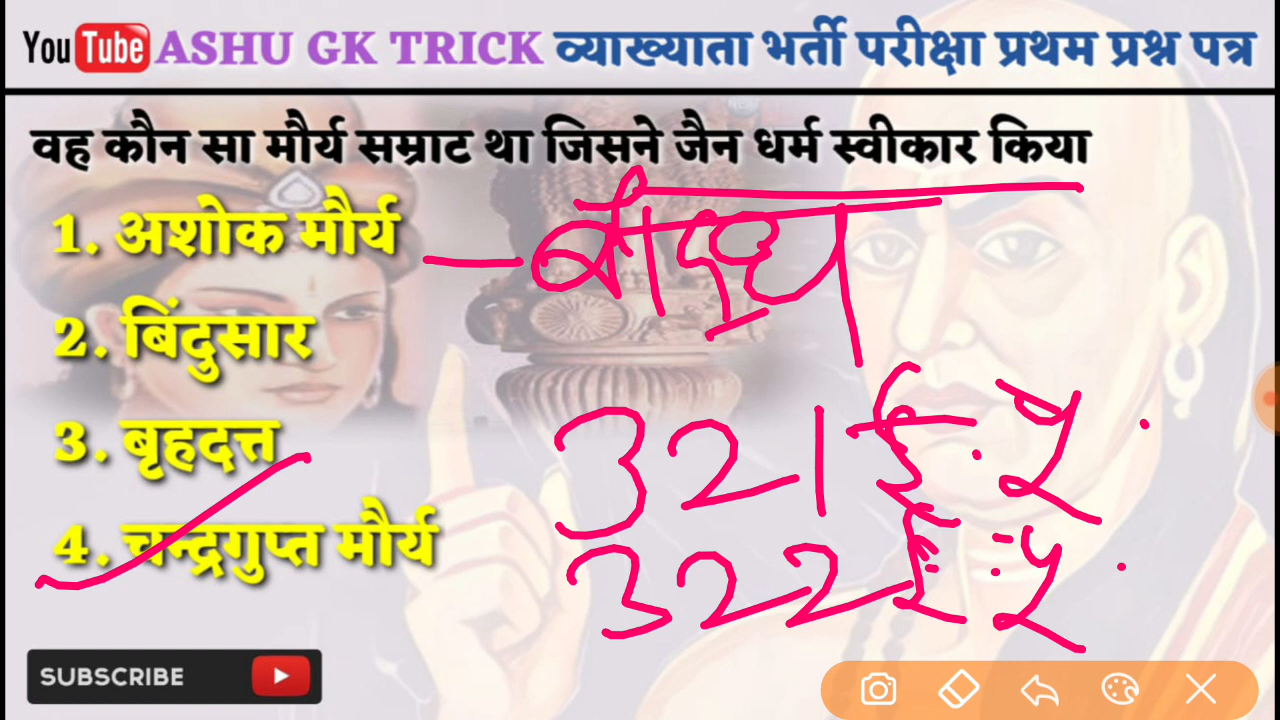 YouTube ASHU GK TRICK व्याख्याता भर्ती परीक्षा प्रथम प्रश्न पत्र
वह कौन सा मौर्य सम्राट था जिसने जैन धर्म स्वीकार किया
1. अशोक मौर्य - बौद्ध
2. बिंदुसार
3. बृहदत्त
321 ई. पू.
4. चन्द्रगुप्त मौर्य
322 ई. पू.
SUBSCRIBE